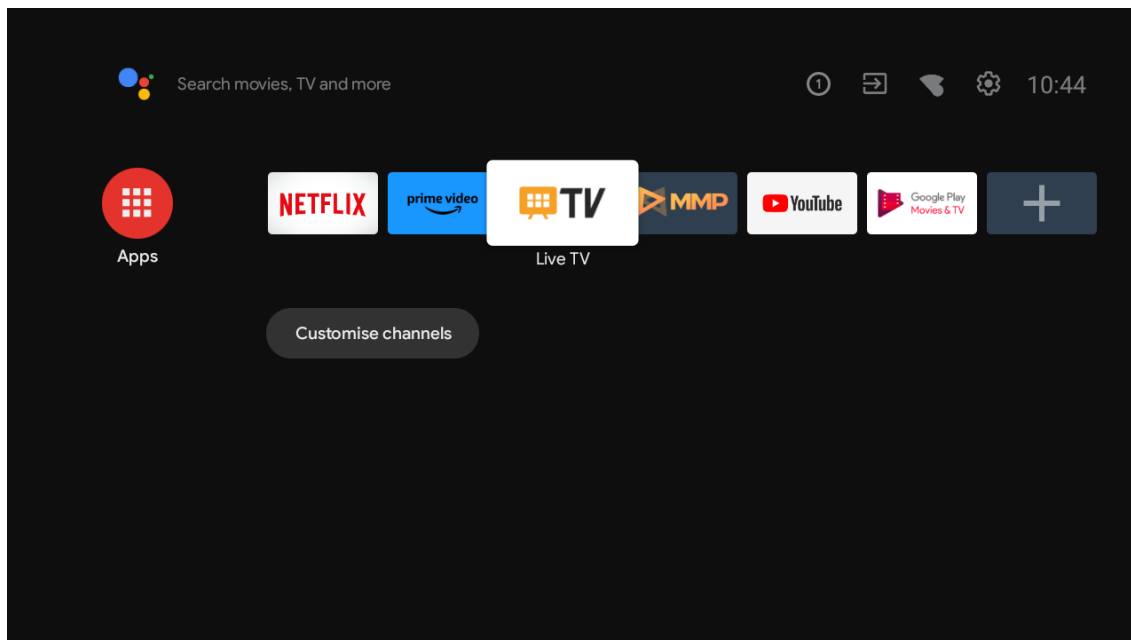 Search movies, TV and more
1
10:44
NETFLIX
prime video
TV
MMP
YouTube
Google Play
Movies & TV
Apps
Live TV
Customise channels